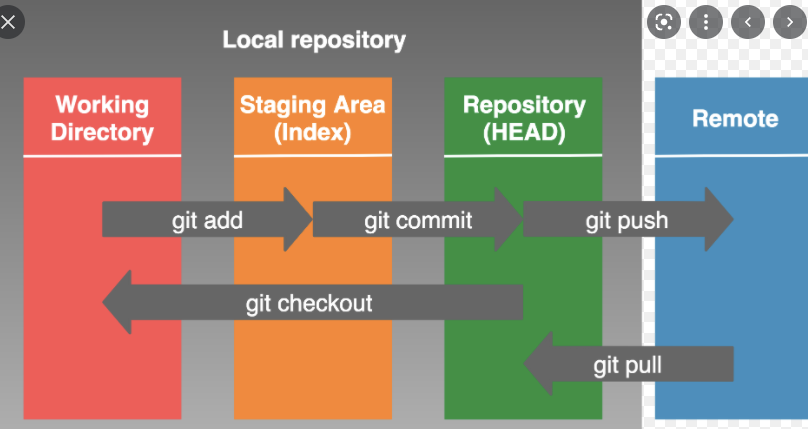 Local repository
Working
Directory
Staging Area
(Index)
Repository
(HEAD)
Remote
git add
git commit
git push
git checkout
git pull